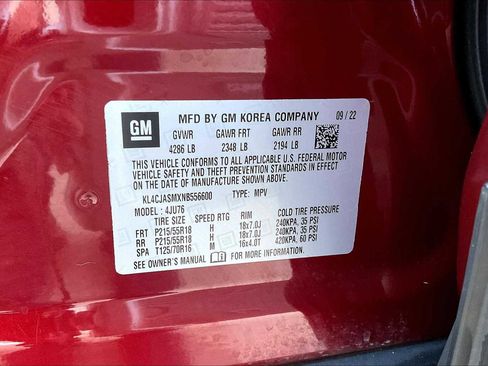 GM
MFD BY GM KOREA COMPANY 09/22
GVWR GAWR FRT GAWR RR
4286 LB 2348 LB 2194 LB
THIS VEHICLE CONFORMS TO ALL APPLICABLE U.S. FEDERAL MOTOR
VEHICLE SAFETY AND THEFT PREVENTION STANDARDS IN EFFECT
ON THE DATE OF MANUFACTURE SHOWN ABOVE.
KL4CJASMXNB556600 TYPE: MPV
MODEL: 4JU76
TIRE SIZE SPEED RTG RIM COLD TIRE PRESSURE
FRT P215/55R18 H 18x7.0J 240KPA, 35 PSI
RR P215/55R18 H 18x7.0J 240KPA, 35 PSI
SPA T125/70R16 M 16x4.0T 420KPA, 60 PSI
SEE OWNER'S MANUAL FOR MORE INFORMATION.